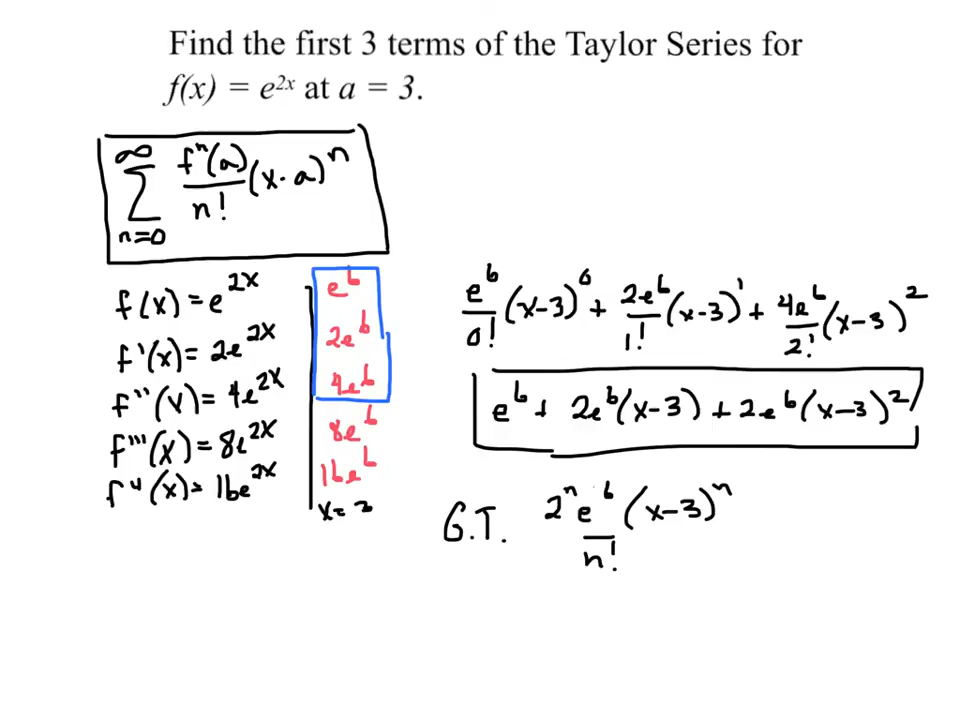 Find the first 3 terms of the Taylor Series for
f(x) = e^{2x} at a = 3.
∑_{n=0}^{∞} fⁿ(a)/n! (x - a)^n
f(x) = e^{2x} | e^6
f'(x) = 2e^{2x} | 2e^6
f''(x) = 4e^{2x} | 4e^6
f'''(x) = 8e^{2x} | 8e^6
f^4(x) = 16e^{2x} | 16e^6
x = 3
e^6/0! (x-3)^0 + 2e^6/1! (x-3)^1 + 4e^6/2! (x-3)^2
e^6 + 2e^6(x-3) + 2e^6(x-3)^2
G.T. 2^n e^6/n! (x-3)^n